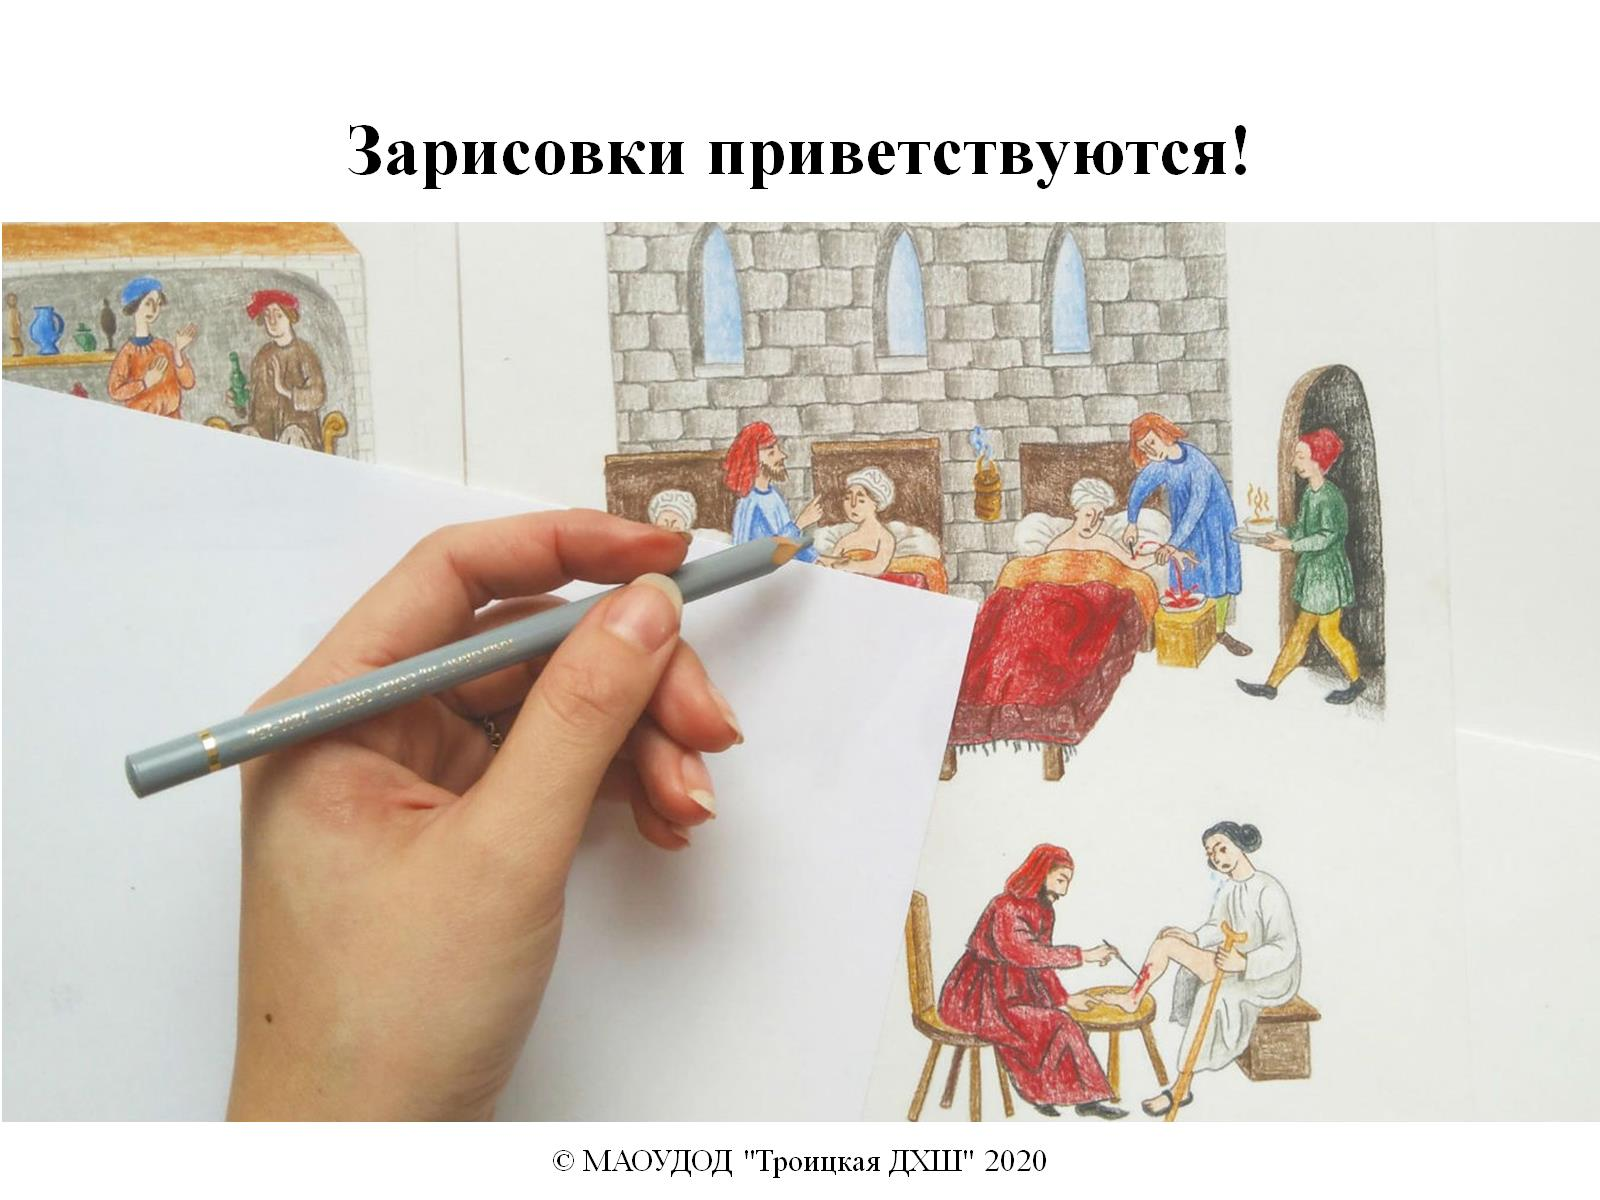 Зарисовки приветствуются!
© МАОУДОД "Троицкая ДХШ" 2020